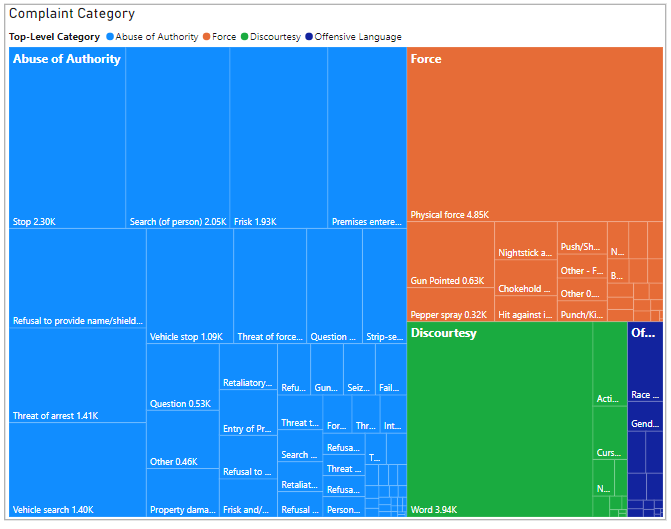 Complaint Category
Top-Level Category Abuse of Authority Force Discourtesy Offensive Language
Abuse of Authority
Stop 2.30K
Search (of person) 2.05K
Frisk 1.93K
Premises entere...
Refusal to provide name/shield...
Threat of arrest 1.41K
Vehicle search 1.40K
Vehicle stop 1.09K
Threat of force...
Question ...
Strip-se...
Question 0.53K
Other 0.46K
Property dama...
Retaliatory...
Entry of Pr...
Refusal to ...
Frisk and/...
Refu...
Gun...
Seiz...
Fail...
Threat t...
Search ...
Retaliat...
Refusal ...
For...
Thr...
Int...
Refusa...
Threat ...
Refusa...
Person...
T...
Force
Physical force 4.85K
Gun Pointed 0.63K
Pepper spray 0.32K
Nightstick a...
Chokehold ...
Hit against i...
Push/Sh...
Other - F...
Other 0....
Punch/Ki...
N...
B...
Discourtesy
Word 3.94K
Acti...
Curs...
N...
Of...
Race ...
Gend...